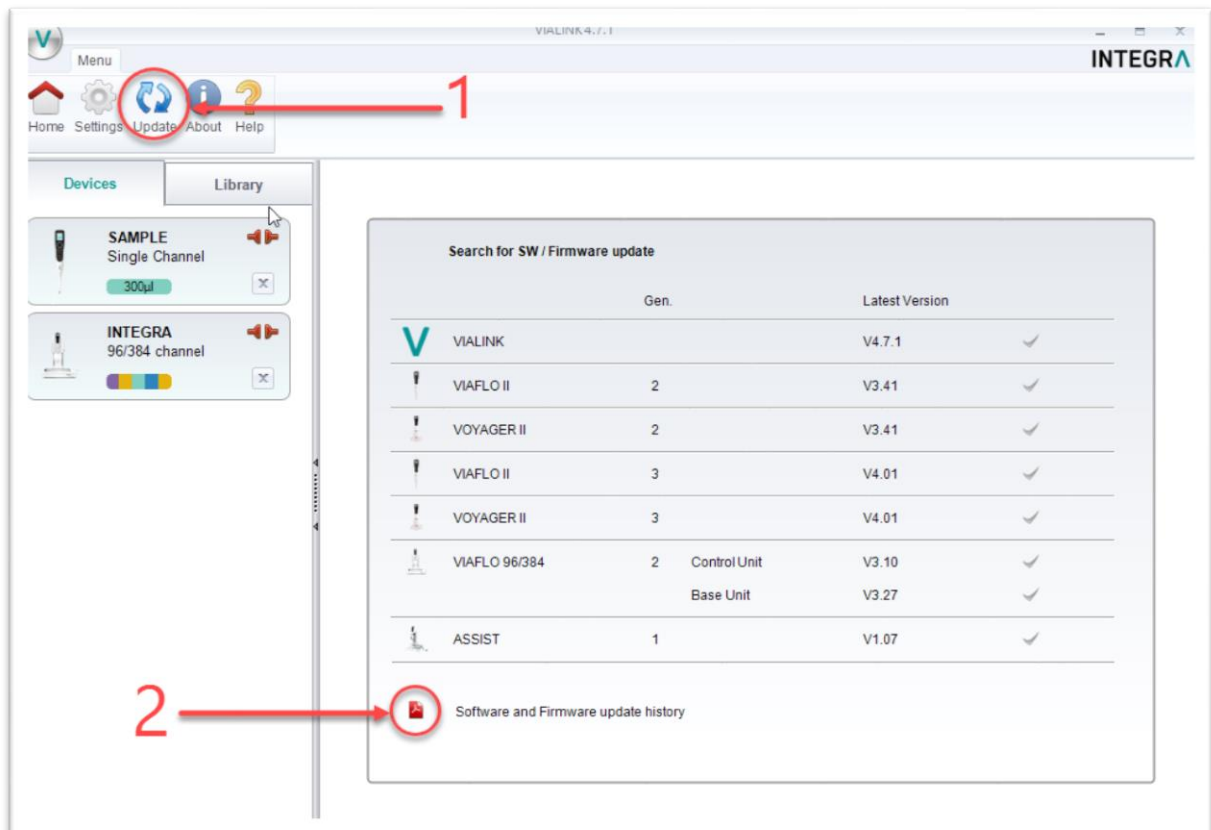 VIALINK4.7.1
Menu
INTEGRA
Home Settings Update About Help
1
Devices Library
SAMPLE
Single Channel
300µl
INTEGRA
96/384 channel
Search for SW / Firmware update
Gen. Latest Version
V VIALINK V4.7.1
VIAFLO II 2 V3.41
VOYAGER II 2 V3.41
VIAFLO II 3 V4.01
VOYAGER II 3 V4.01
VIAFLO 96/384 2 Control Unit V3.10
Base Unit V3.27
ASSIST 1 V1.07
2
Software and Firmware update history